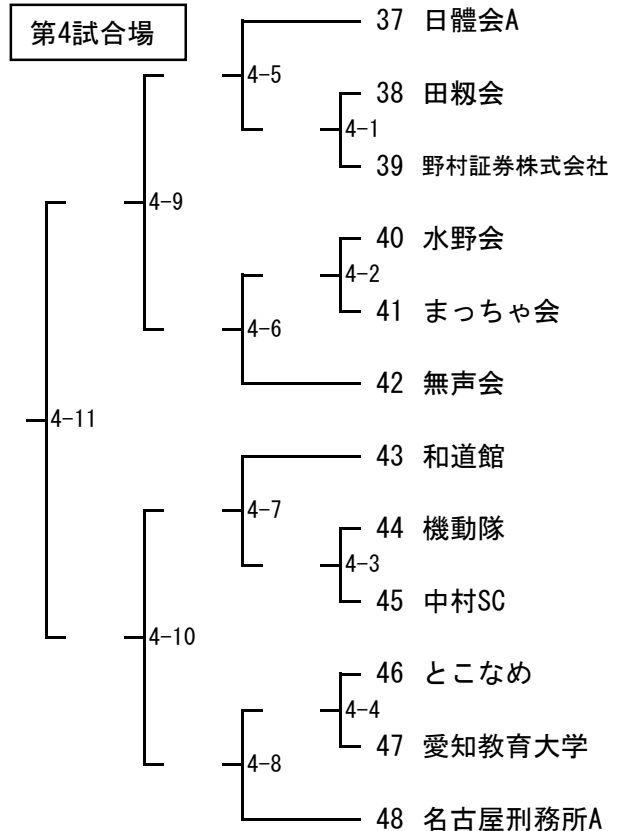 第4試合場
37 日體会A
4-5
38 田籾会
4-1
39 野村証券株式会社
4-9
40 水野会
4-2
41 まっちゃ会
4-6
42 無声会
4-11
43 和道館
4-7
44 機動隊
4-3
45 中村SC
4-10
46 とこなめ
4-4
47 愛知教育大学
4-8
48 名古屋刑務所A